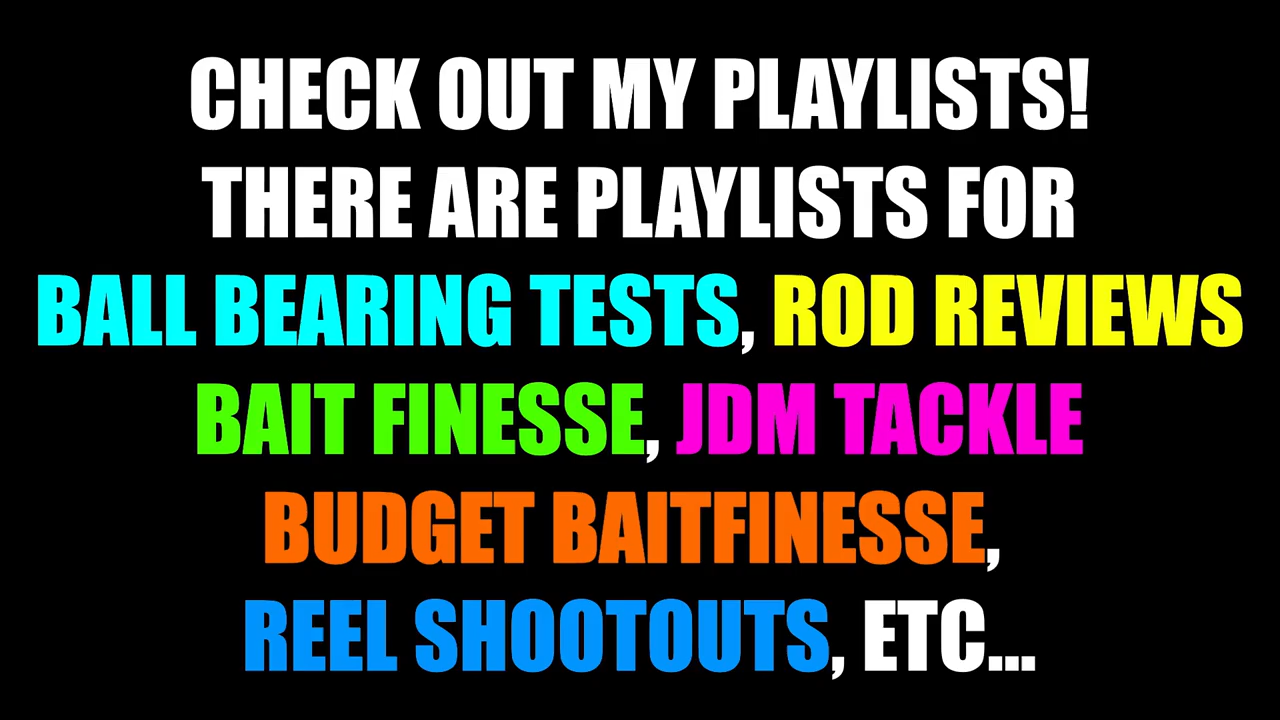 CHECK OUT MY PLAYLISTS!
THERE ARE PLAYLISTS FOR
BALL BEARING TESTS, ROD REVIEWS
BAIT FINESSE, JDM TACKLE
BUDGET BAITFINESSE,
REEL SHOOTOUTS, ETC...